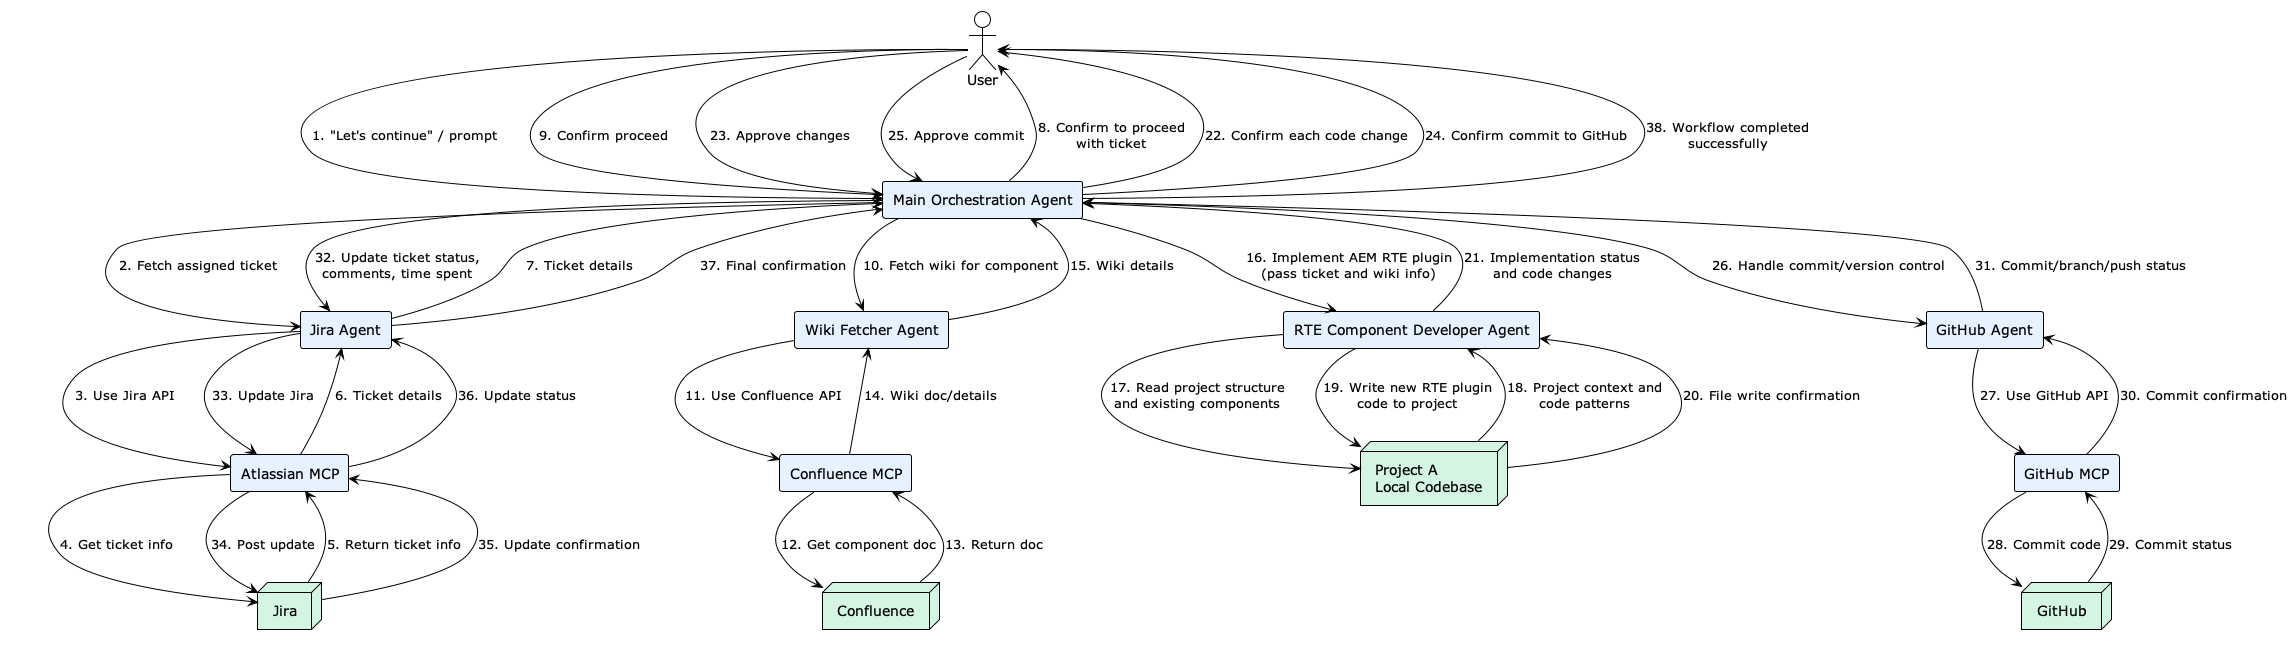 User
1. "Let's continue" / prompt
9. Confirm proceed
23. Approve changes
25. Approve commit
8. Confirm to proceed
with ticket
22. Confirm each code change
24. Confirm commit to GitHub
38. Workflow completed
successfully
Main Orchestration Agent
2. Fetch assigned ticket
32. Update ticket status,
comments, time spent
7. Ticket details
37. Final confirmation
10. Fetch wiki for component
15. Wiki details
16. Implement AEM RTE plugin
(pass ticket and wiki info)
21. Implementation status
and code changes
26. Handle commit/version control
31. Commit/branch/push status
Jira Agent
Wiki Fetcher Agent
RTE Component Developer Agent
GitHub Agent
3. Use Jira API
33. Update Jira
6. Ticket details
36. Update status
11. Use Confluence API
14. Wiki doc/details
17. Read project structure
and existing components
19. Write new RTE plugin
code to project
18. Project context and
code patterns
20. File write confirmation
27. Use GitHub API
30. Commit confirmation
Atlassian MCP
Confluence MCP
Project A
Local Codebase
GitHub MCP
4. Get ticket info
34. Post update
5. Return ticket info
35. Update confirmation
12. Get component doc
13. Return doc
28. Commit code
29. Commit status
Jira
Confluence
GitHub